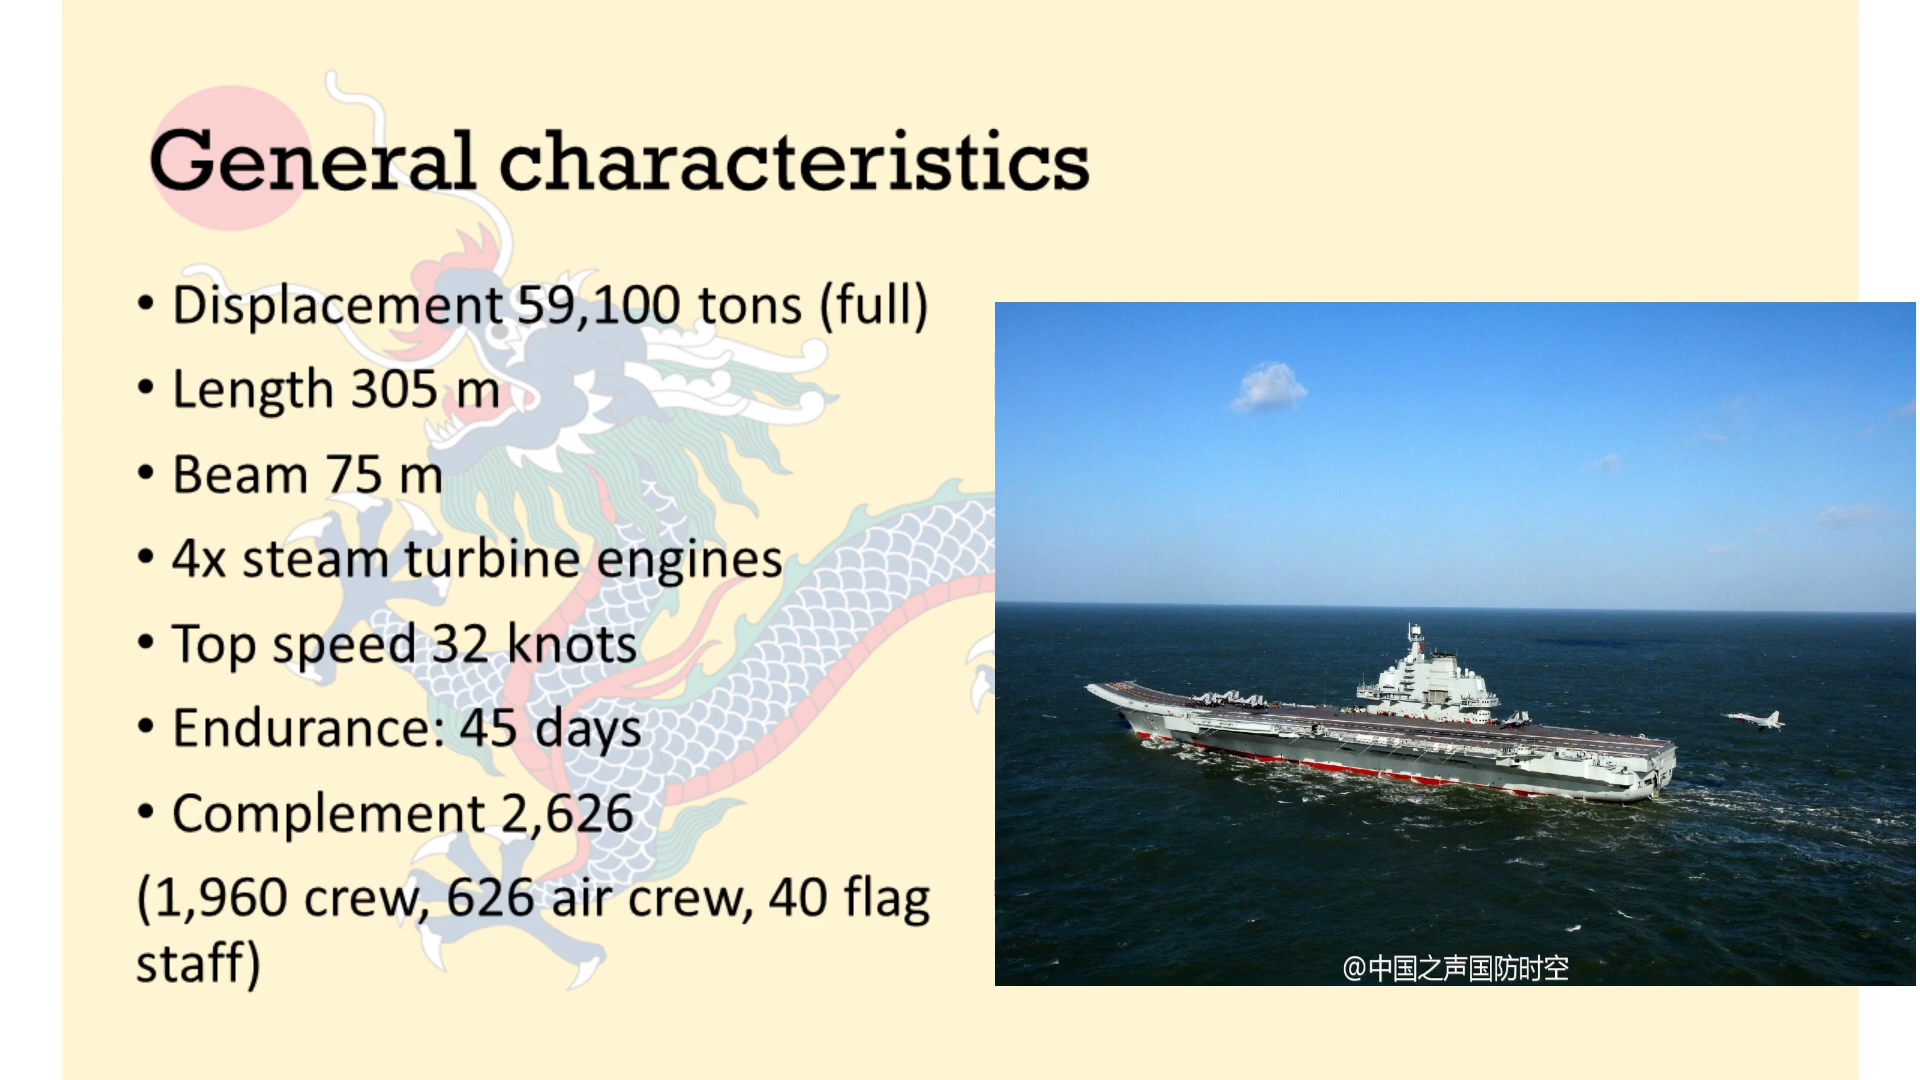 General characteristics
• Displacement 59,100 tons (full)
• Length 305 m
• Beam 75 m
• 4x steam turbine engines
• Top speed 32 knots
• Endurance: 45 days
• Complement 2,626
(1,960 crew, 626 air crew, 40 flag
staff)
@中国之声国防时空